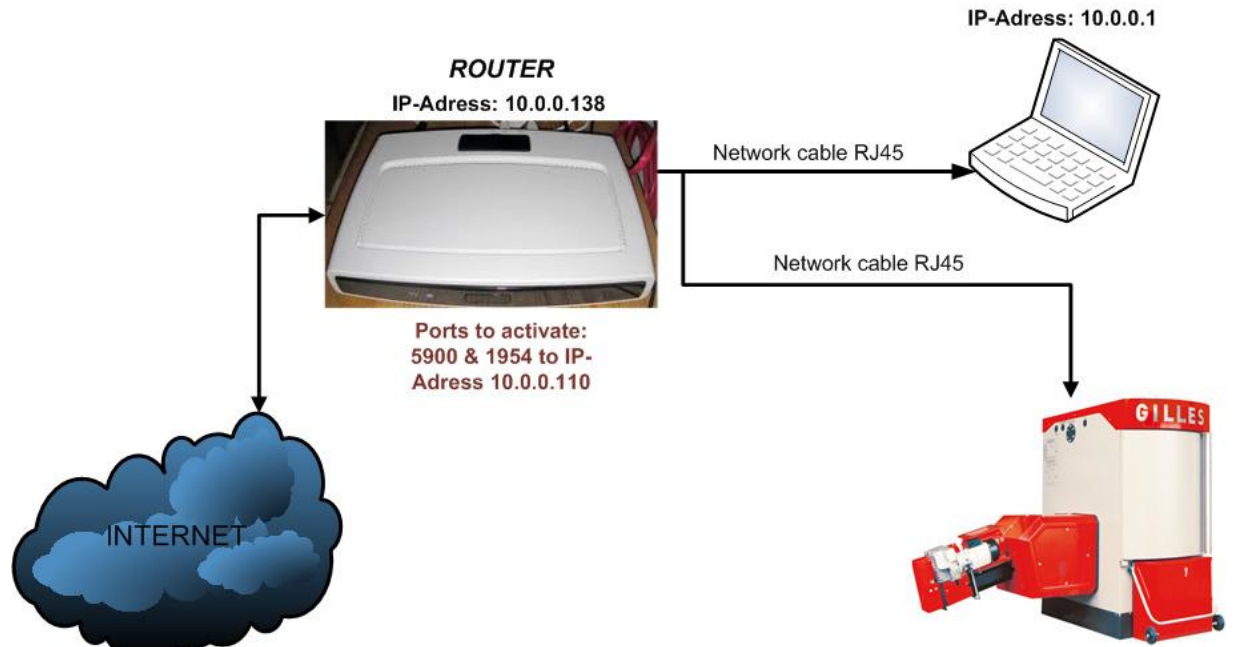 IP-Adress: 10.0.0.1
ROUTER
IP-Adress: 10.0.0.138
Network cable RJ45
Network cable RJ45
Ports to activate:
5900 & 1954 to IP-
Adress 10.0.0.110
GILLES
INTERNET